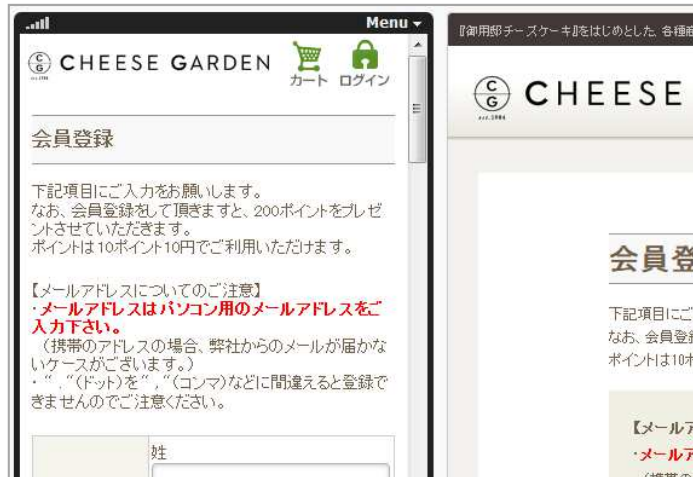 Menu
CG CHEESE GARDEN
カート ログイン
会員登録
下記項目にご入力をお願いします。
なお、会員登録をして頂きますと、200ポイントをプレゼ
ントさせていただきます。
ポイントは10ポイント10円でご利用いただけます。
【メールアドレスについてのご注意】
・メールアドレスはパソコン用のメールアドレスをご
入力下さい。
（携帯のアドレスの場合、弊社からのメールが届かな
いケースがございます。）
・“．“(ドット)を“，“(コンマ)などに間違えると登録で
きませんのでご注意ください。
姓
『御用邸チーズケーキ』をはじめとした、各種
CG CHEESE
est.1984
会員登
下記項目にご
なお、会員登
ポイントは10ポ
【メールア
・メールア
（携帯の